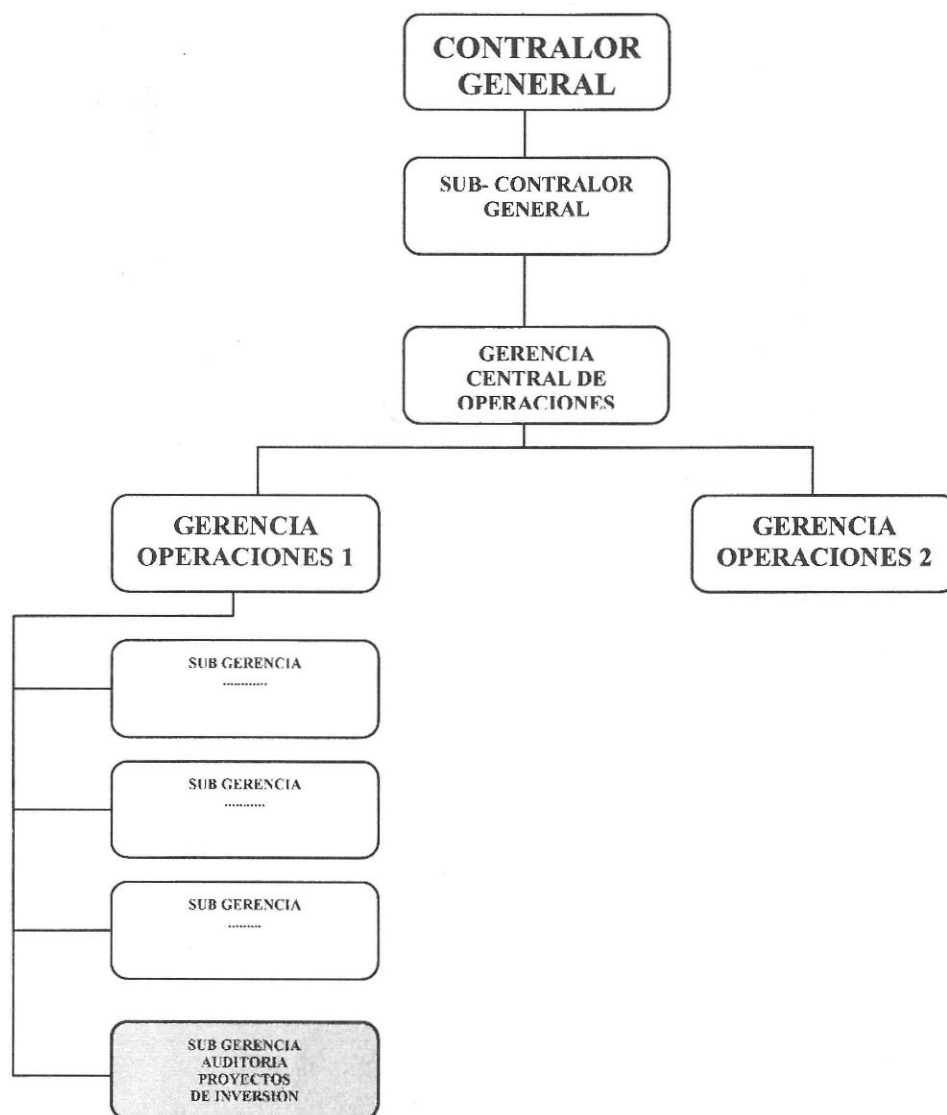 CONTRALOR
GENERAL
SUB- CONTRALOR
GENERAL
GERENCIA
CENTRAL DE
OPERACIONES
GERENCIA
OPERACIONES 1
GERENCIA
OPERACIONES 2
SUB GERENCIA
............
SUB GERENCIA
...........
SUB GERENCIA
.........
SUB GERENCIA
AUDITORIA
PROYECTOS
DE INVERSIÓN